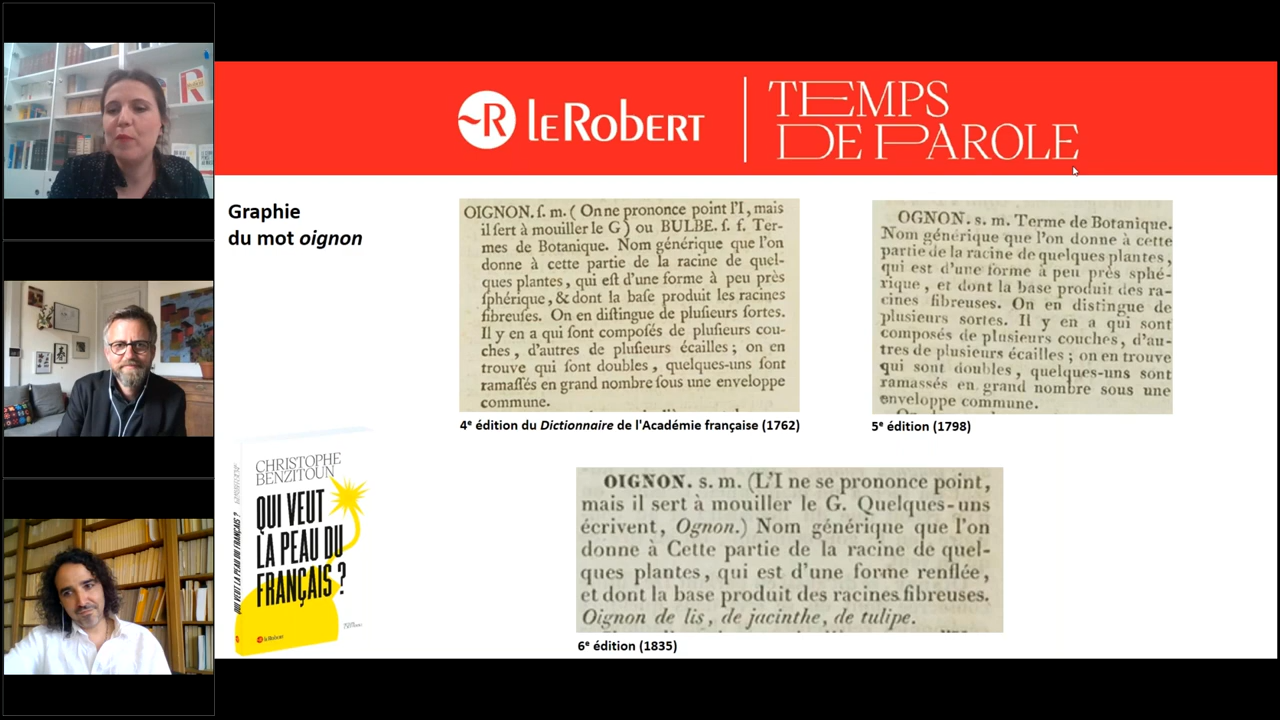 ~R leRobert
TEMPS
DE PAROLE
Graphie
du mot oignon
OIGNON. ſ. m. ( On ne prononce point l'I, mais
il ſert à mouiller le G ) ou BULBE. ſ. f. Ter-
mes de Botanique. Nom générique que l'on
donne à cette partie de la racine de quel-
ques plantes, qui eſt d'une forme à peu près
ſphérique, & dont la baſe produit les racines
fibreuſes. On en diſtingue de pluſieurs ſortes.
Il y en a qui ſont compoſés de pluſieurs cou-
ches, d'autres de pluſieurs écailles ; on en
trouve qui ſont doubles, quelques-uns ſont
ramaſſés en grand nombre ſous une enveloppe
commune.
4e édition du Dictionnaire de l'Académie française (1762)
OGNON. s. m. Terme de Botanique.
Nom générique que l'on donne à cette
partie de la racine de quelques plantes,
qui est d'une forme à peu près sphé-
rique, et dont la base produit des ra-
cines fibreuses. On en distingue de
plusieurs sortes. Il y en a qui sont
composés de plusieurs couches, d'au-
tres de plusieurs écailles ; on en trouve
qui sont doubles, quelques-uns sont
ramassés en grand nombre sous une
enveloppe commune.
5e édition (1798)
OIGNON. s. m. (L'I ne se prononce point,
mais il sert à mouiller le G. Quelques-uns
écrivent, Ognon.) Nom générique que l'on
donne à Cette partie de la racine de quel-
ques plantes, qui est d'une forme renflée,
et dont la base produit des racines fibreuses.
Oignon de lis, de jacinthe, de tulipe.
6e édition (1835)
CHRISTOPHE
BENZITOUN
QUI VEUT
LA PEAU DU
FRANÇAIS ?
leRobert
QUI VEUT LA PEAU DU FRANÇAIS ?